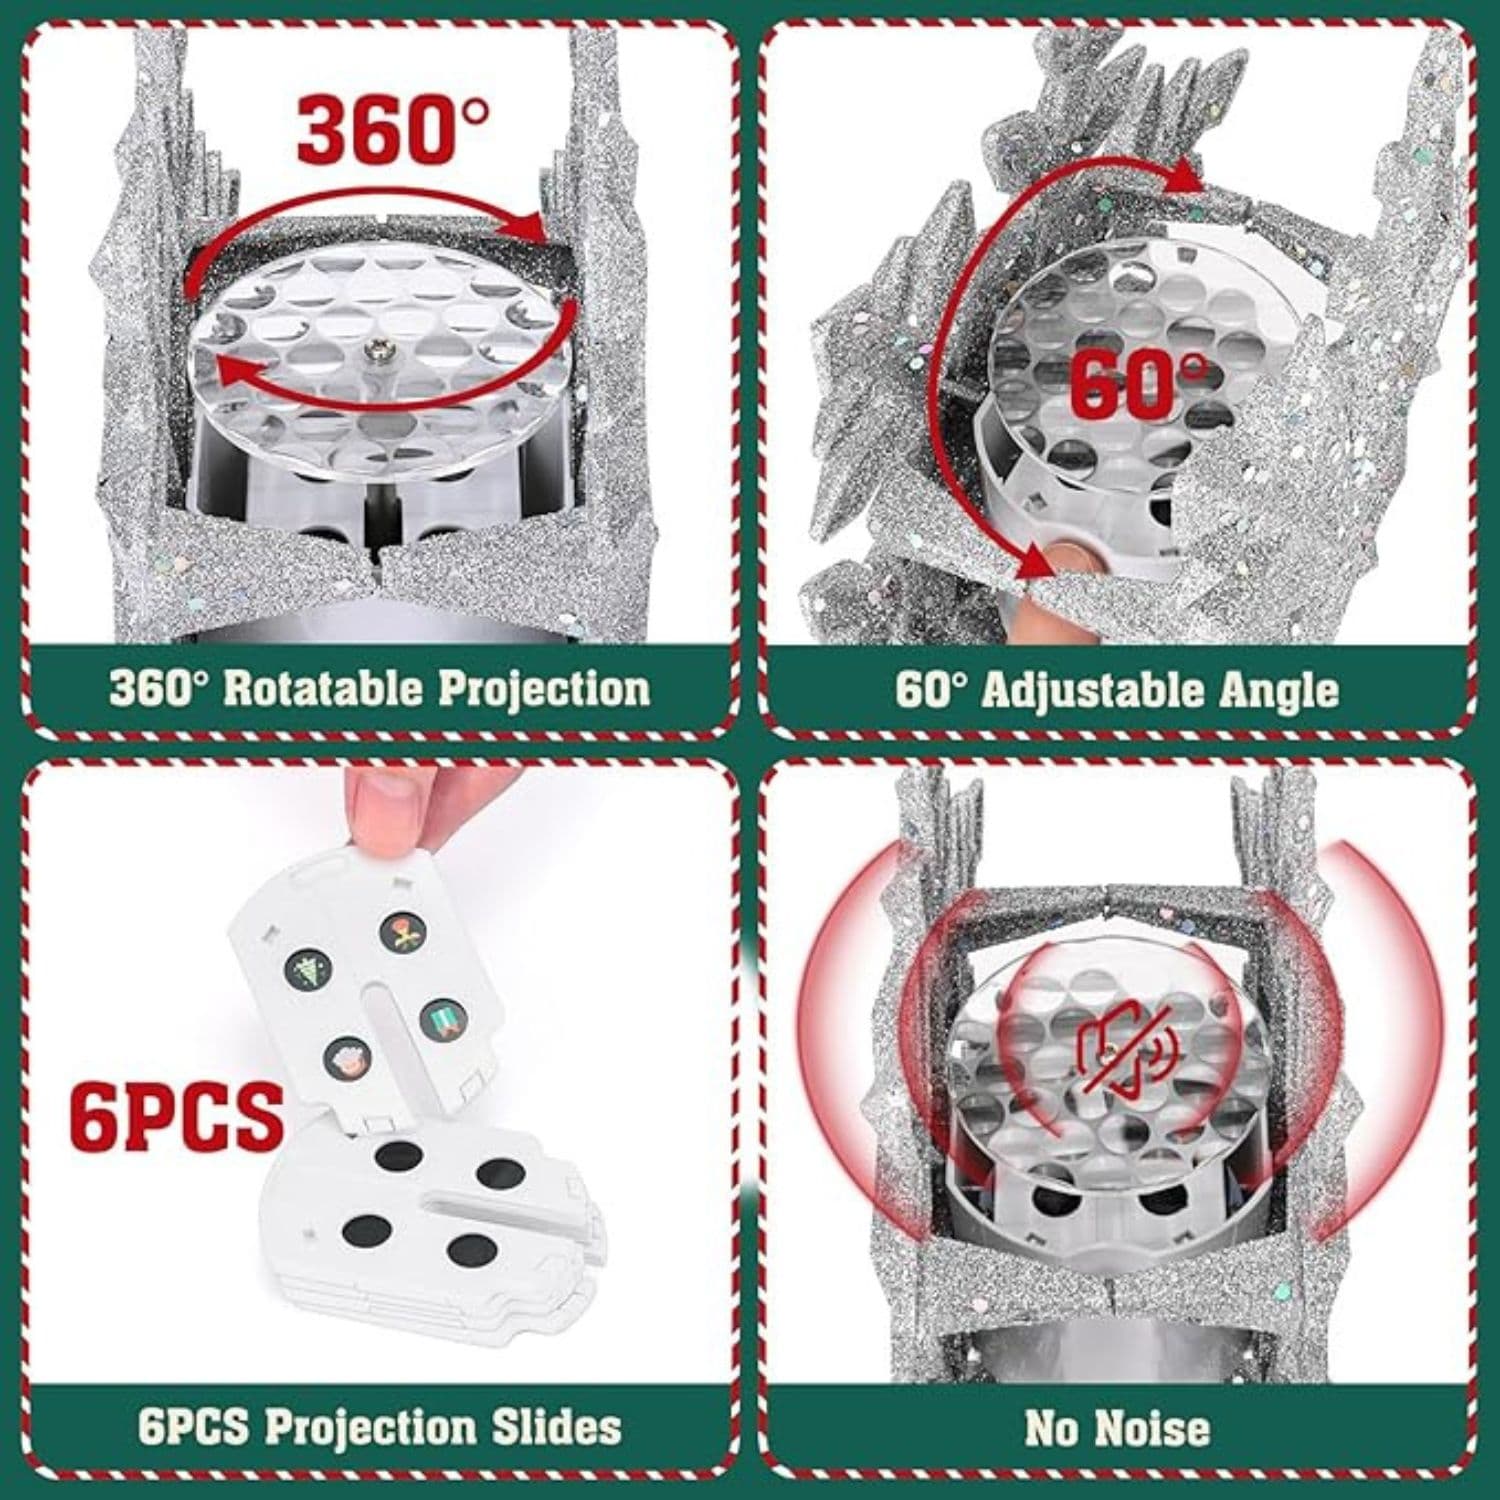 360°
360° Rotatable Projection
60°
60° Adjustable Angle
6PCS
6PCS Projection Slides
No Noise